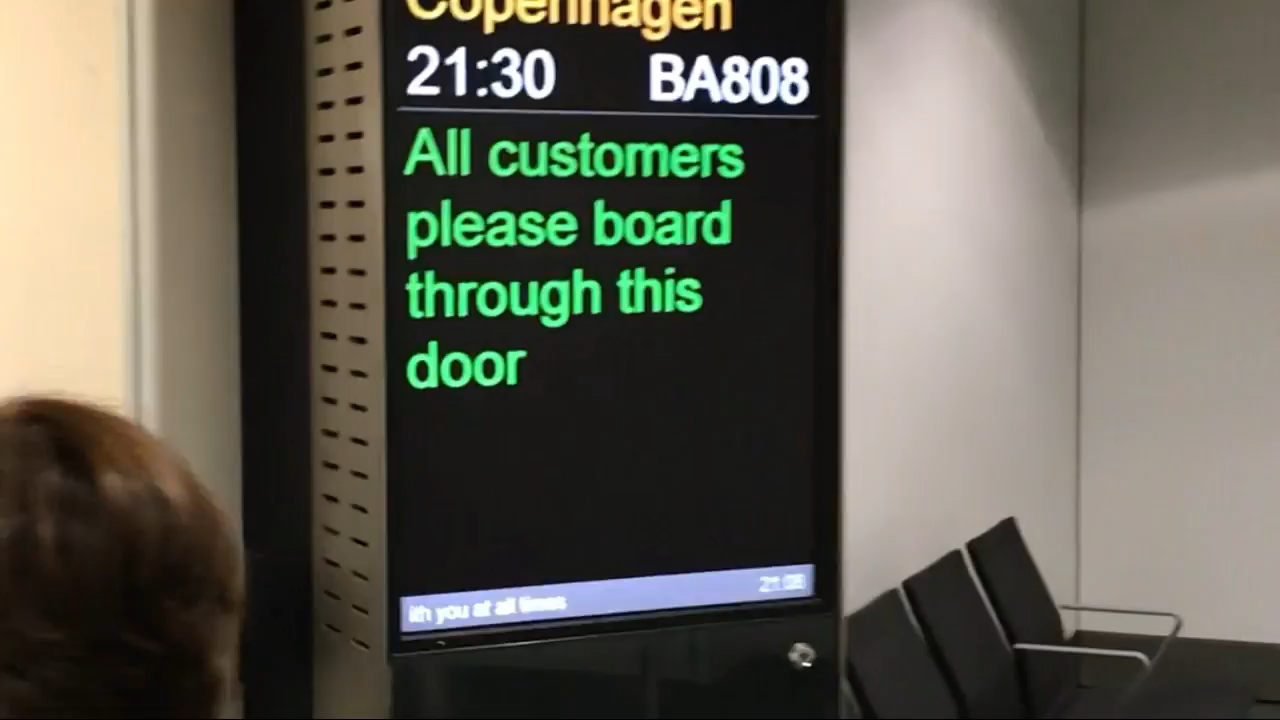 Copenhagen
21:30 BA808
All customers
please board
through this
door
ith you at all times